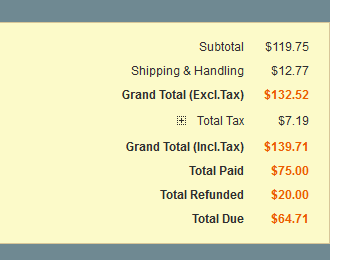 Subtotal $119.75
Shipping & Handling $12.77
Grand Total (Excl.Tax) $132.52
Total Tax $7.19
Grand Total (Incl.Tax) $139.71
Total Paid $75.00
Total Refunded $20.00
Total Due $64.71